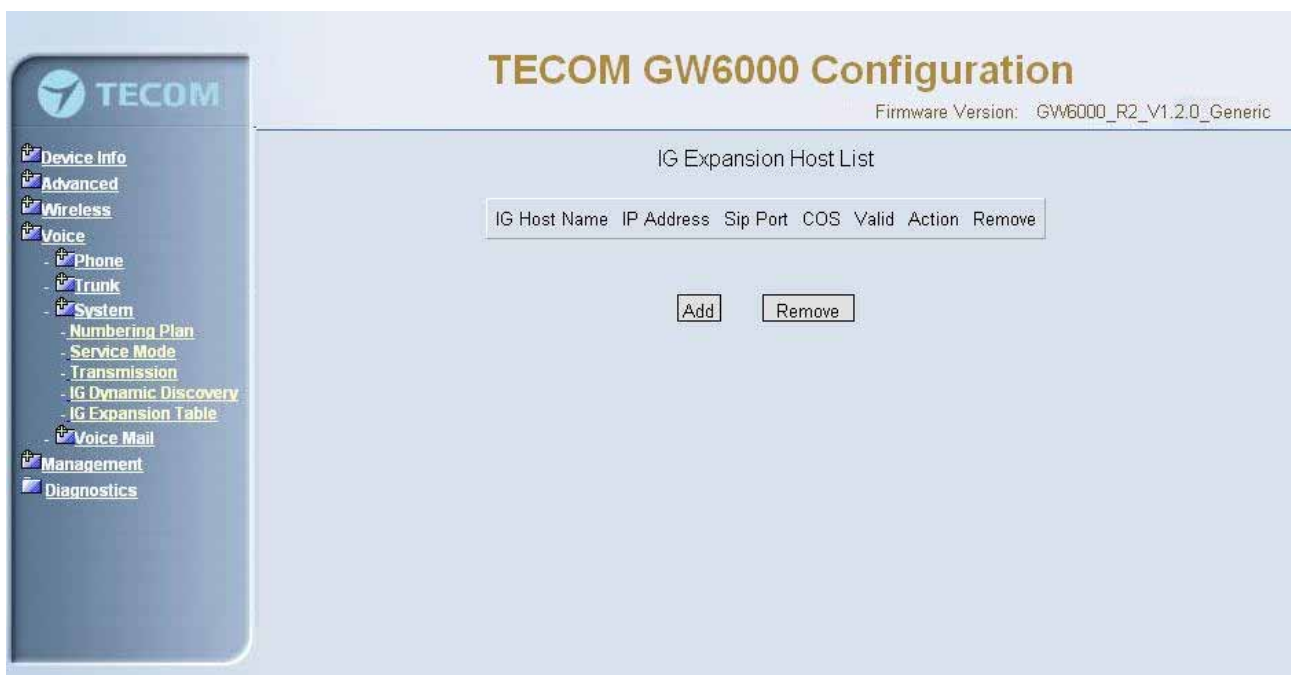 TECOM
TECOM GW6000 Configuration
Firmware Version: GW6000_R2_V1.2.0_Generic
Device Info
Advanced
Wireless
Voice
- Phone
- Trunk
- System
- Numbering Plan
- Service Mode
- Transmission
- IG Dynamic Discovery
- IG Expansion Table
- Voice Mail
Management
Diagnostics
IG Expansion Host List
IG Host Name IP Address Sip Port COS Valid Action Remove
Add Remove